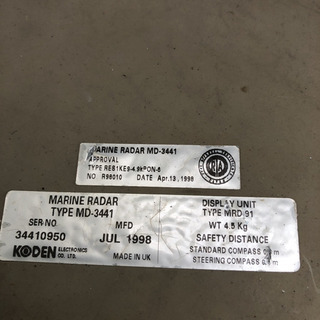 MARINE RADAR MD-3441
APPROVAL
NO R98010 DATE Apr.13, 1998
MARINE RADAR
TYPE MD-3441
SER·NO MFD
34410950 JUL 1998
KODEN ELECTRONICS CO. LTD. MADE IN UK
DISPLAY UNIT
TYPE MRD-91
WT 4.8 Kg
SAFETY DISTANCE
STANDARD COMPASS
STEERING COMPASS